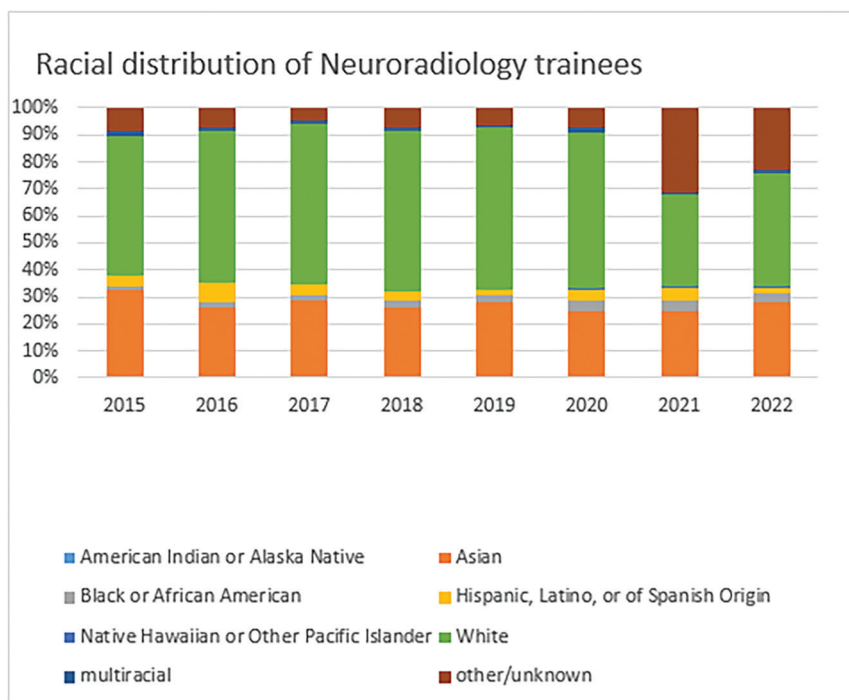 Racial distribution of Neuroradiology trainees
100%
90%
80%
70%
60%
50%
40%
30%
20%
10%
0%
2015 2016 2017 2018 2019 2020 2021 2022
American Indian or Alaska Native Asian
Black or African American Hispanic, Latino, or of Spanish Origin
Native Hawaiian or Other Pacific Islander White
multiracial other/unknown